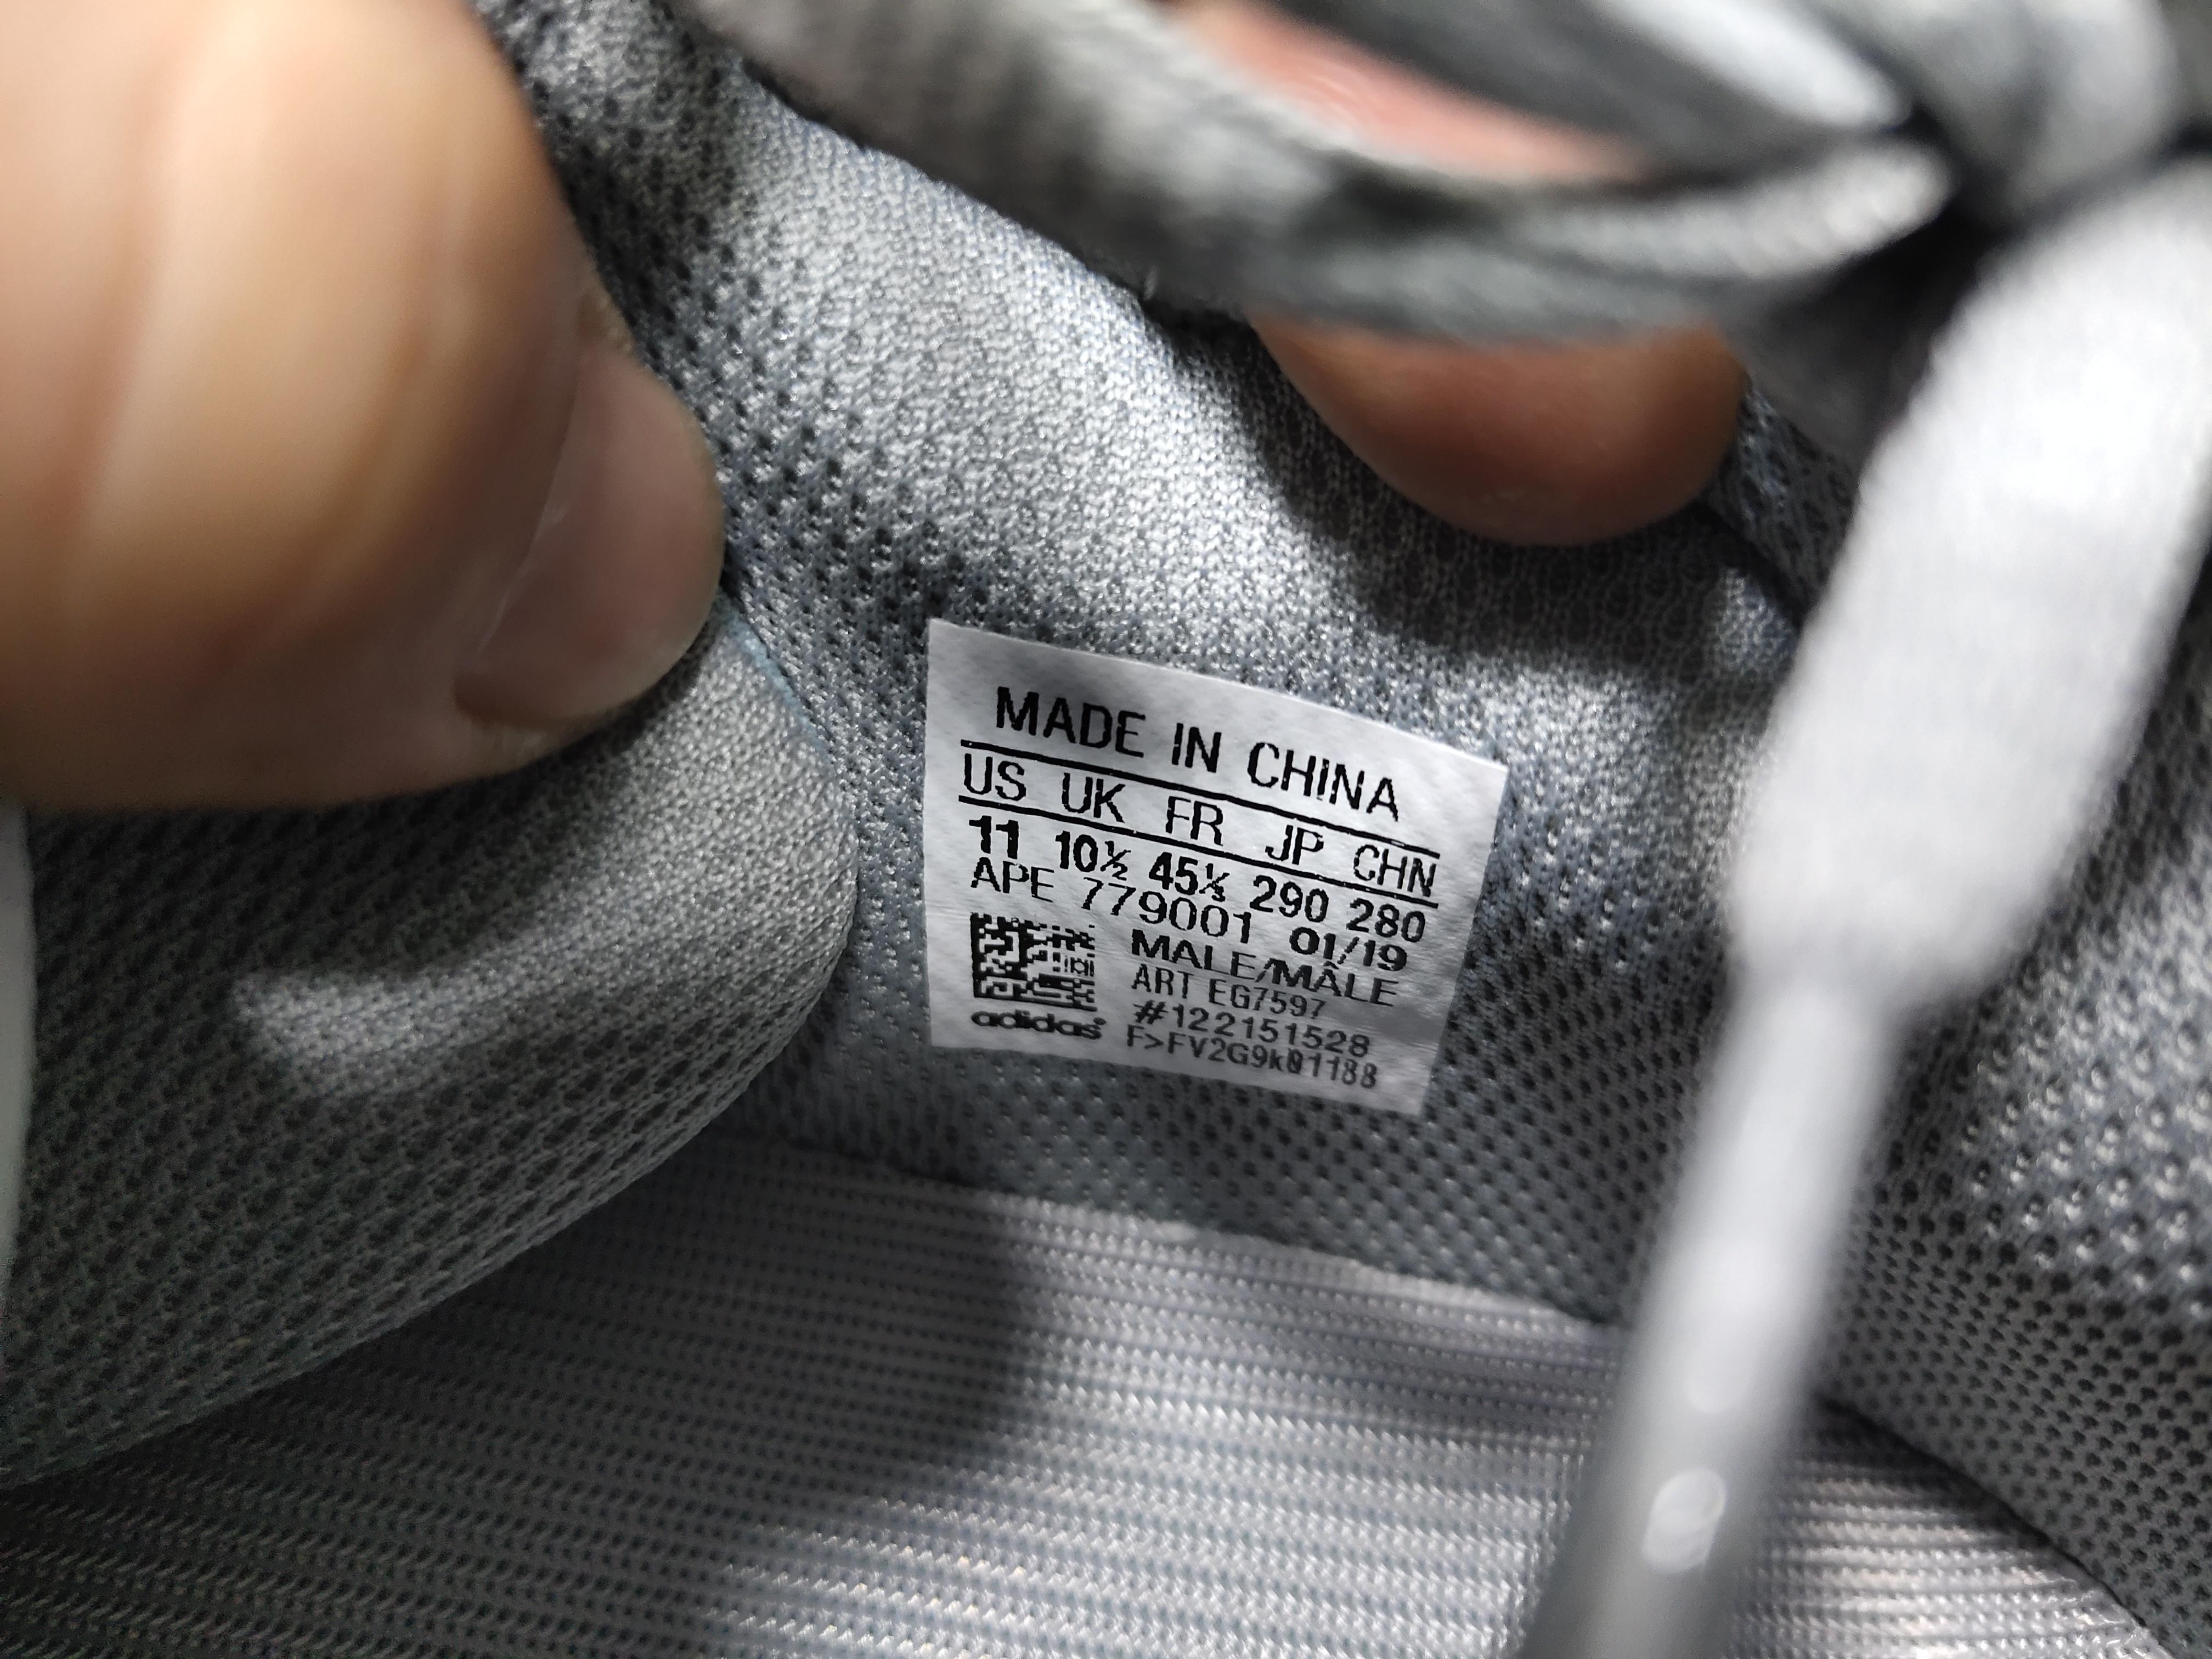 MADE IN CHINA
US UK FR JP CHN
11 10½ 45⅓ 290 280
APE 779001 01/19
MALE/MÂLE
ART EG7597
#122151528
F>FV2G9k01188
adidas